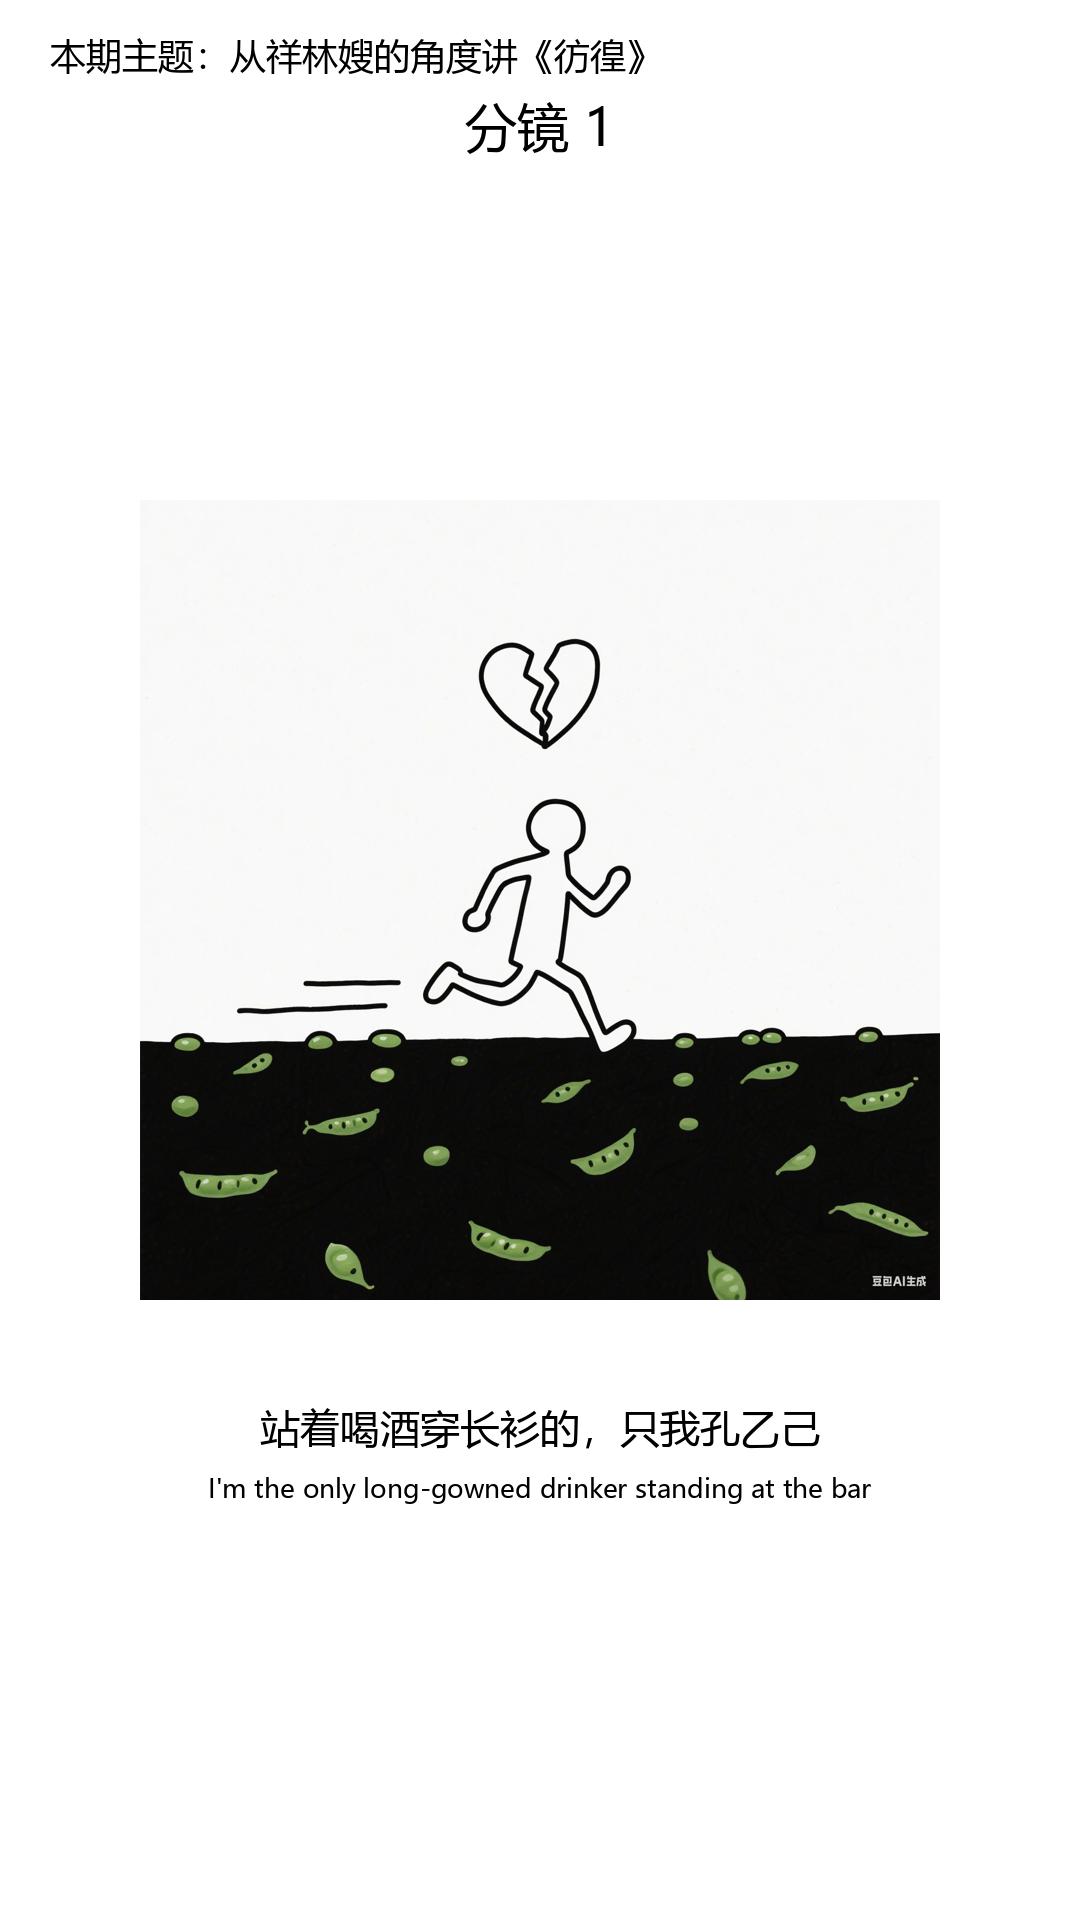 本期主题：从祥林嫂的角度讲《彷徨》
分镜 1
豆包AI生成
站着喝酒穿长衫的，只我孔乙己
I'm the only long-gowned drinker standing at the bar